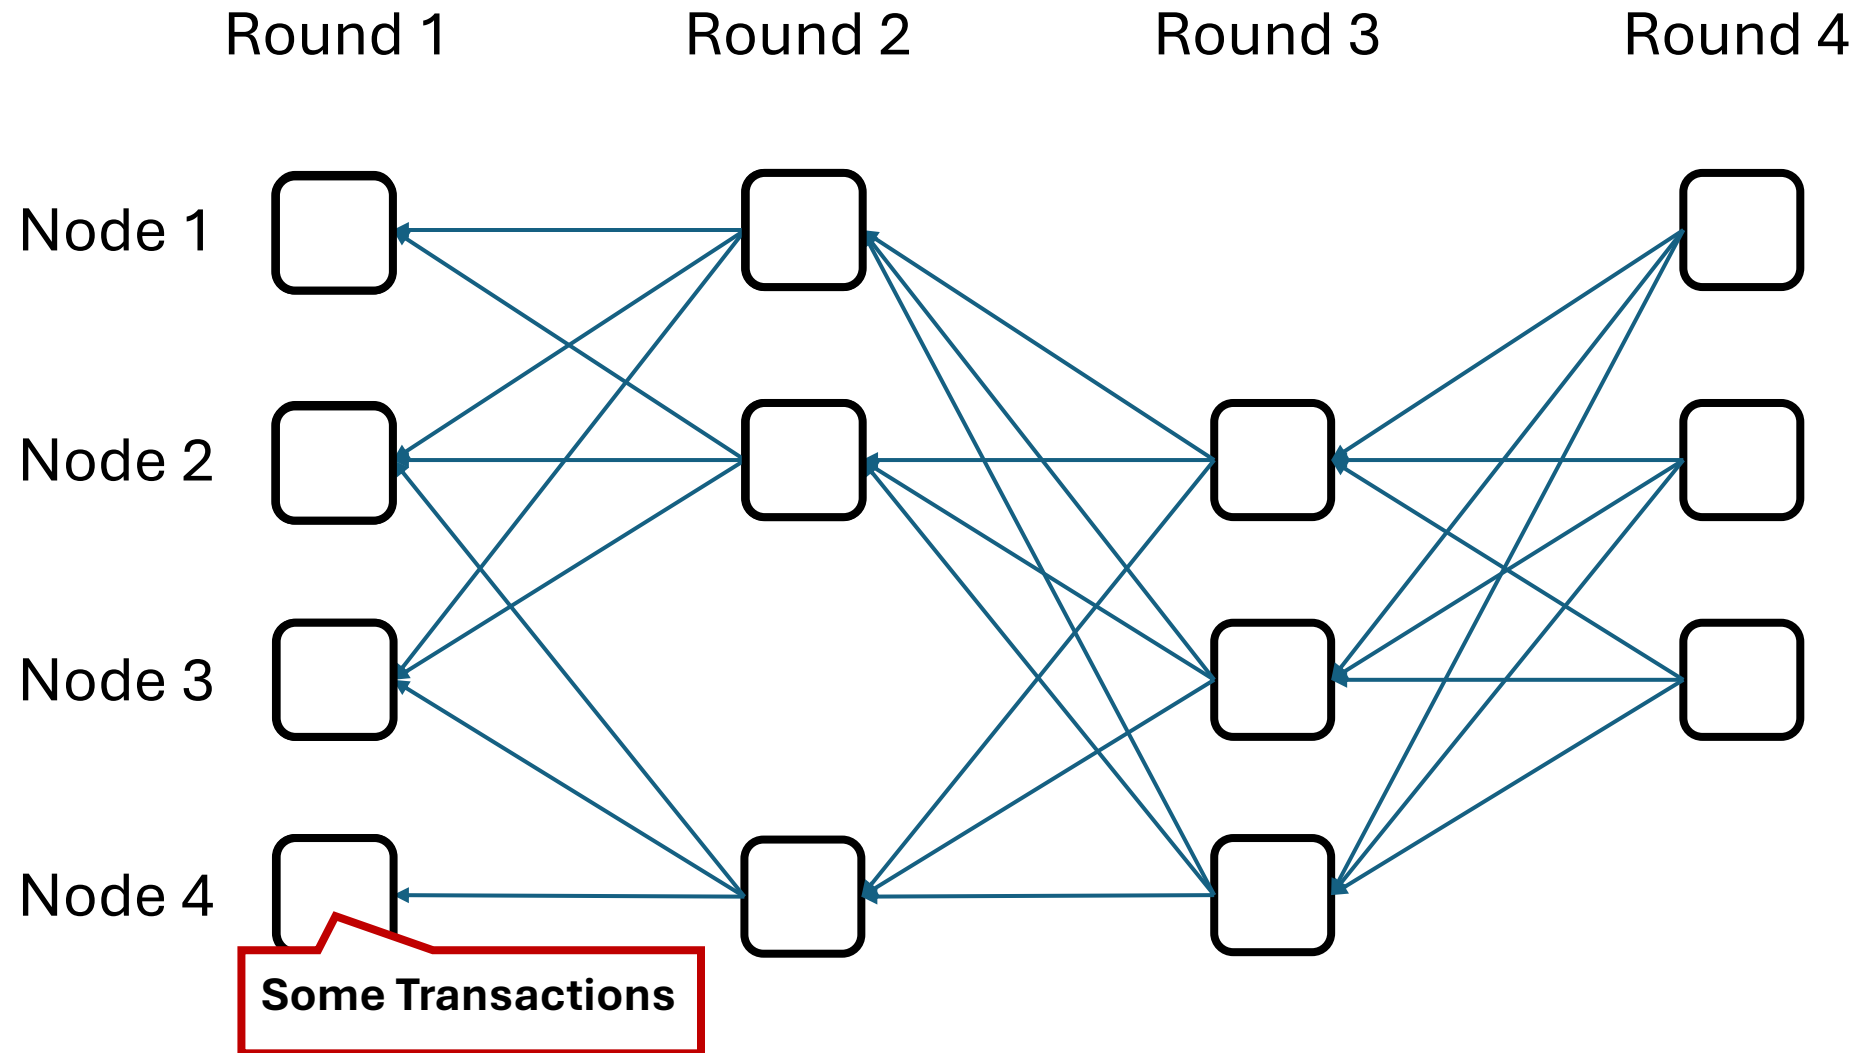 Round 1 Round 2 Round 3 Round 4
Node 1
Node 2
Node 3
Node 4
Some Transactions